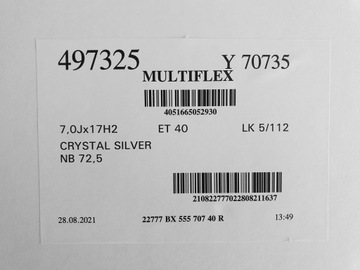 497325 Y 70735
MULTIFLEX
4051665052930
7,0Jx17H2 ET 40 LK 5/112
CRYSTAL SILVER
NB 72,5
210822777022808211637
28.08.2021 22777 BX 555 707 40 R 13:49